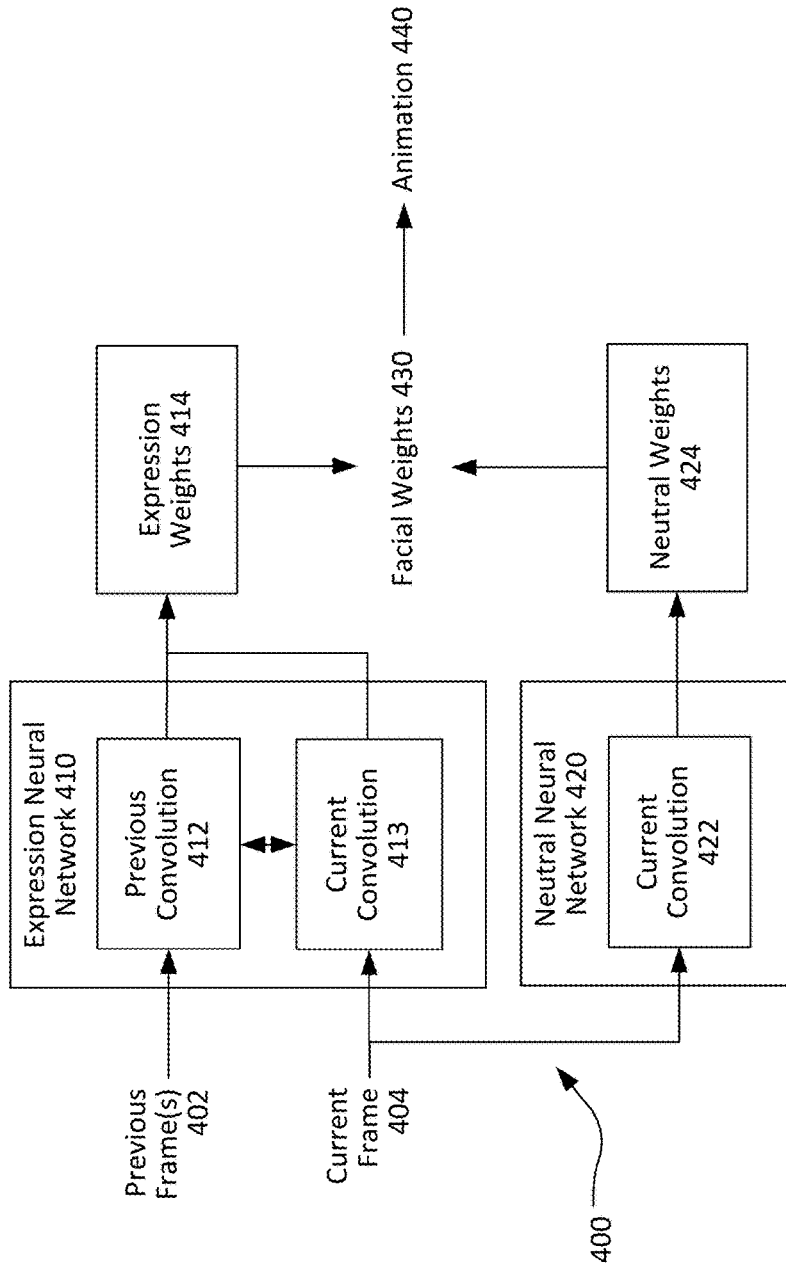 Previous
Frame(s)
402
Current
Frame
404
400
Expression Neural
Network 410
Previous
Convolution
412
Current
Convolution
413
Neutral Neural
Network 420
Current
Convolution
422
Expression
Weights 414
Facial Weights 430
Animation 440
Neutral Weights
424